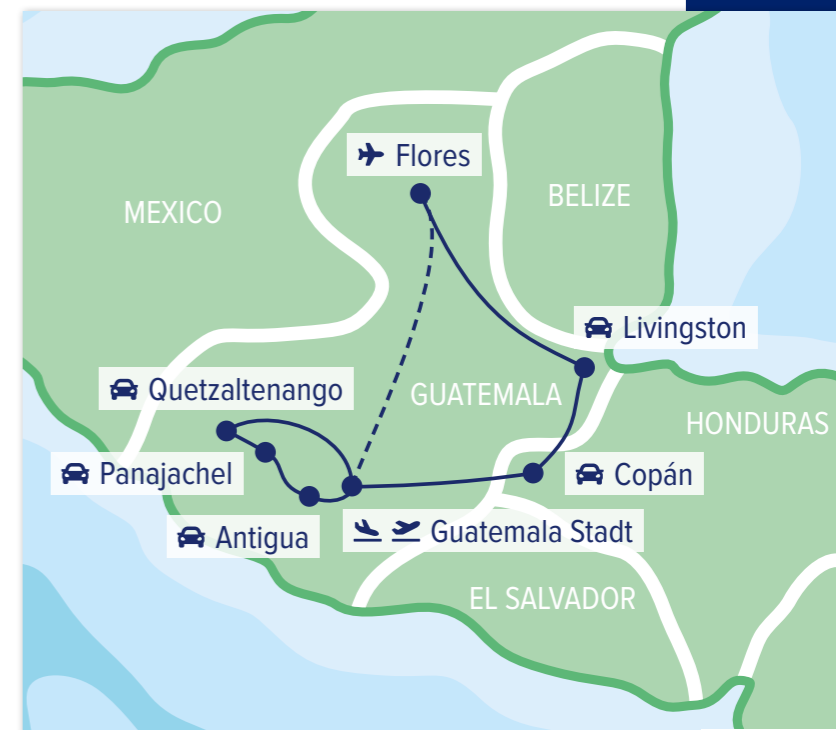 Flores
BELIZE
MEXICO
Livingston
Quetzaltenango
GUATEMALA
HONDURAS
Panajachel
Copán
Antigua
Guatemala Stadt
EL SALVADOR